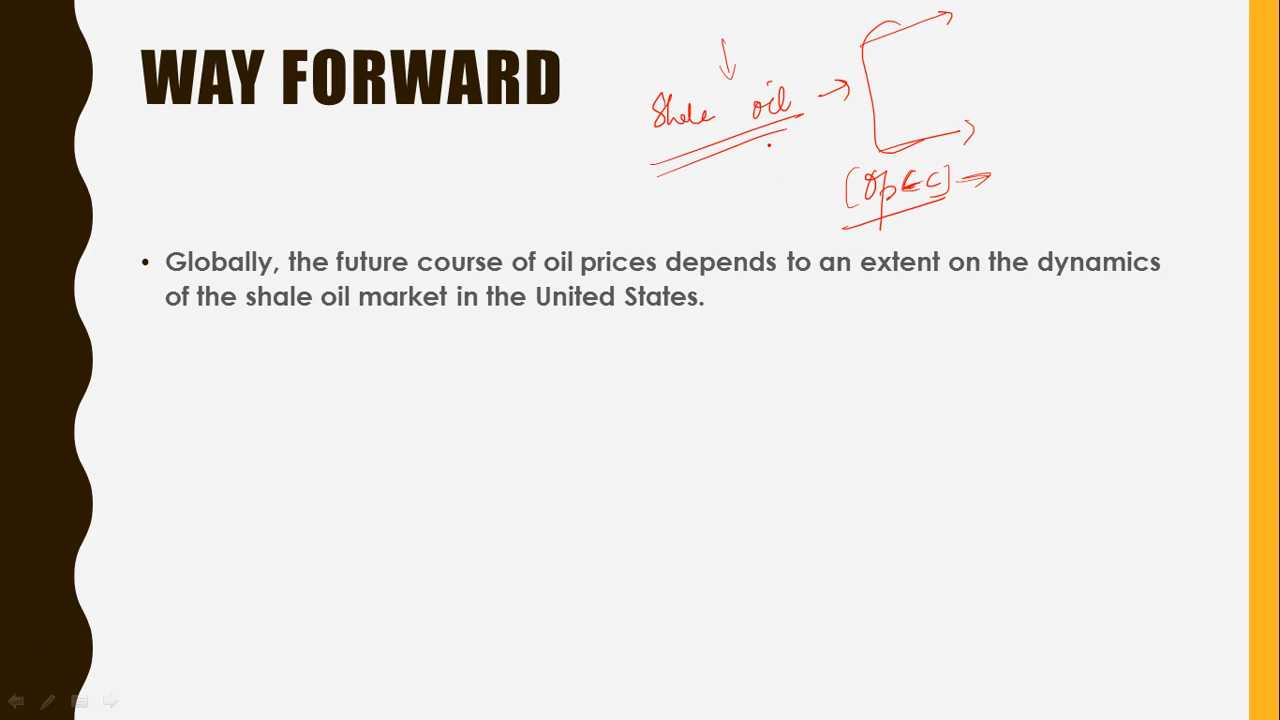 WAY FORWARD
Shale oil
[OPEC]
• Globally, the future course of oil prices depends to an extent on the dynamics
of the shale oil market in the United States.